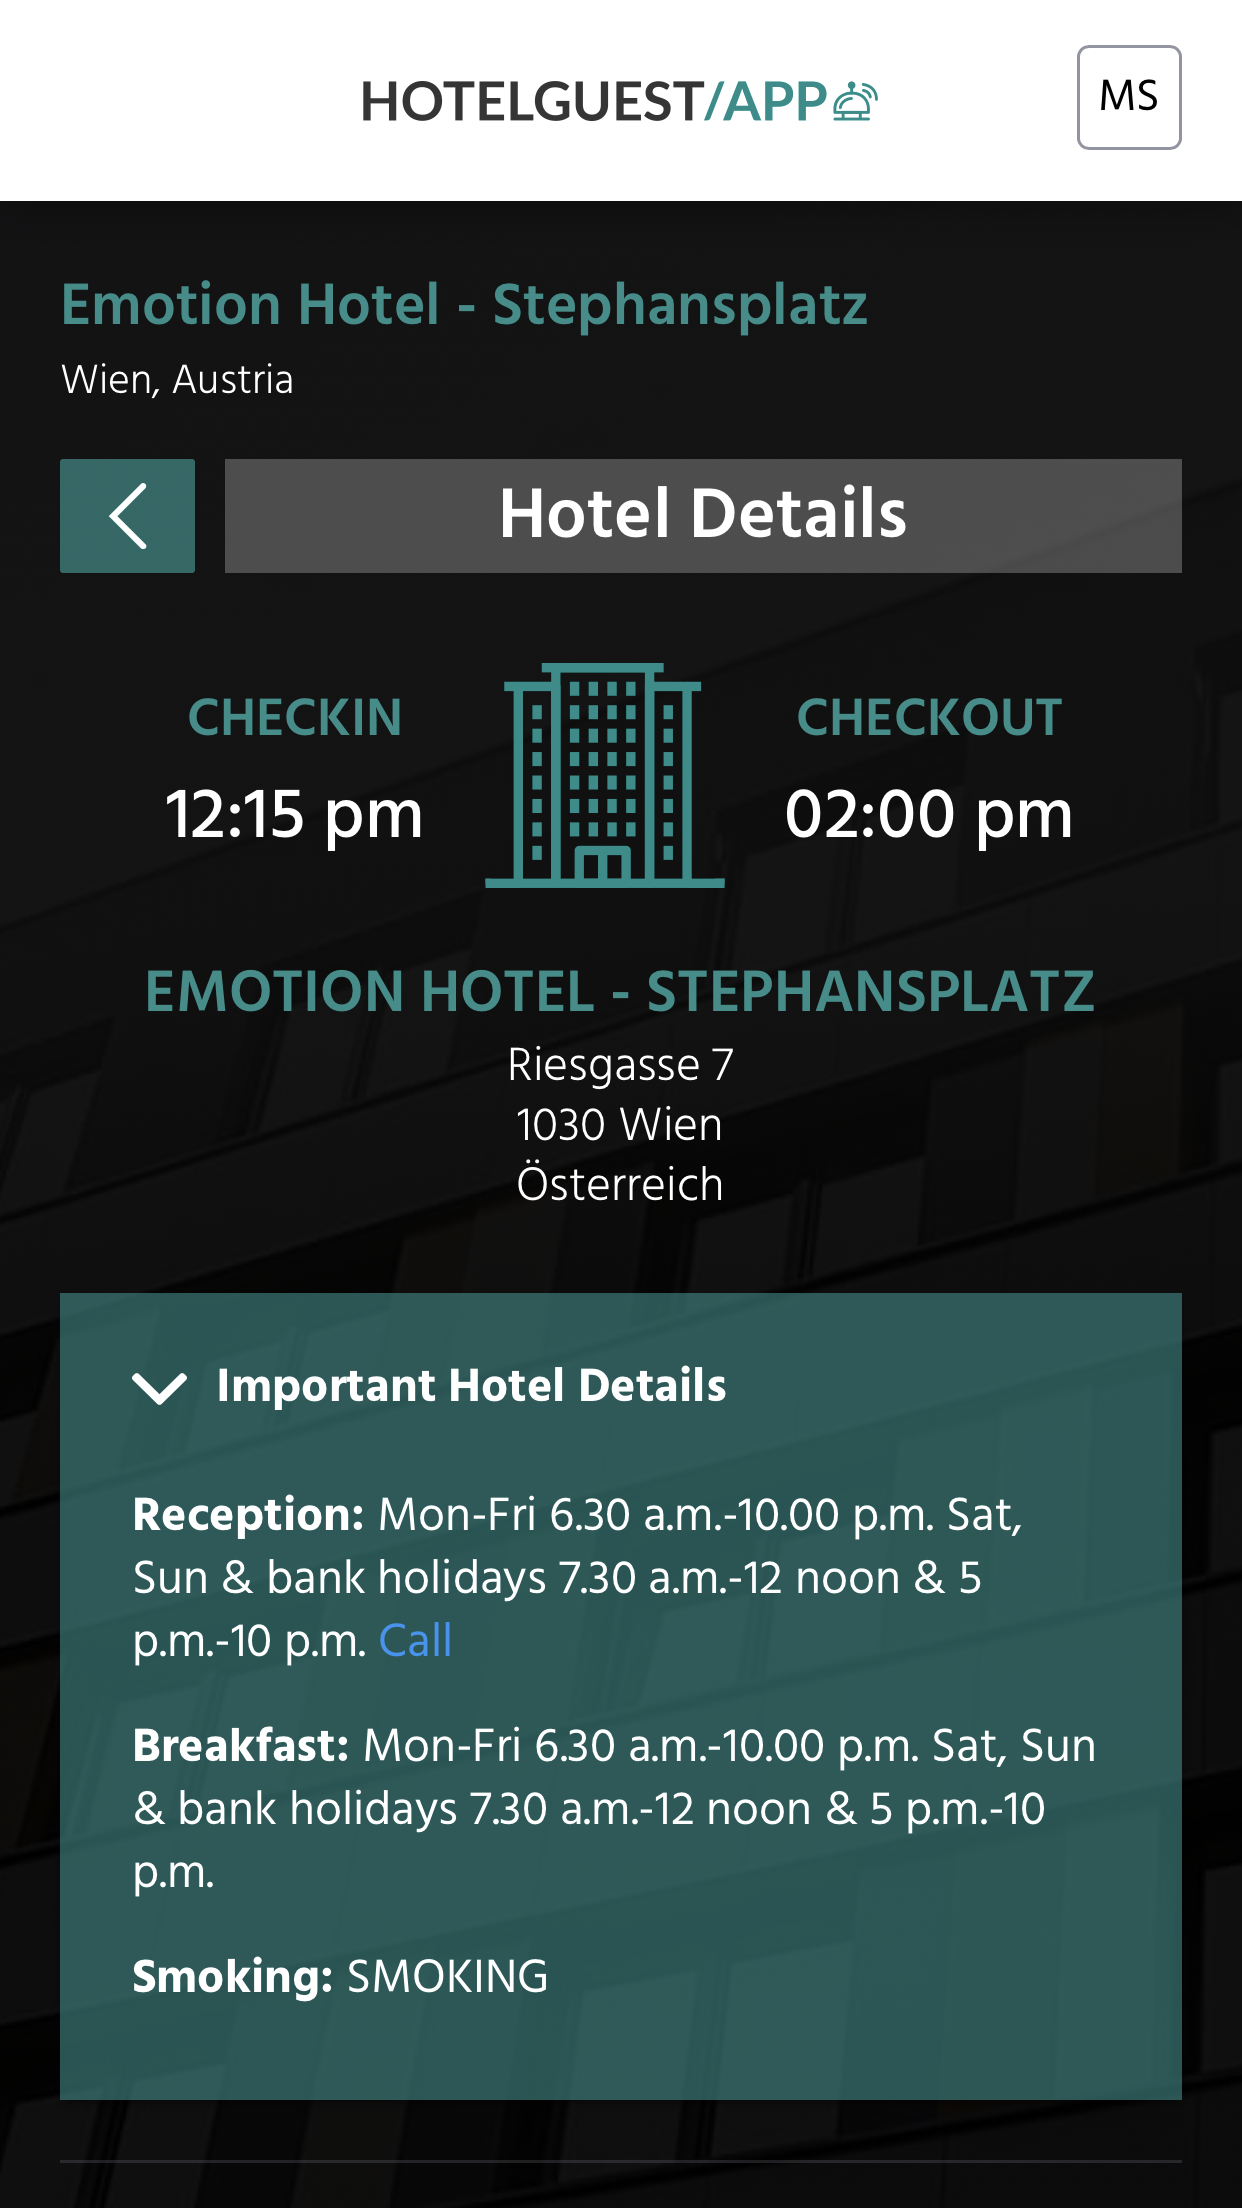 HOTELGUEST/APP
MS
Emotion Hotel - Stephansplatz
Wien, Austria
Hotel Details
CHECKIN
12:15 pm
CHECKOUT
02:00 pm
EMOTION HOTEL - STEPHANSPLATZ
Riesgasse 7
1030 Wien
Österreich
Important Hotel Details
Reception: Mon-Fri 6.30 a.m.-10.00 p.m. Sat,
Sun & bank holidays 7.30 a.m.-12 noon & 5
p.m.-10 p.m. Call
Breakfast: Mon-Fri 6.30 a.m.-10.00 p.m. Sat, Sun
& bank holidays 7.30 a.m.-12 noon & 5 p.m.-10
p.m.
Smoking: SMOKING